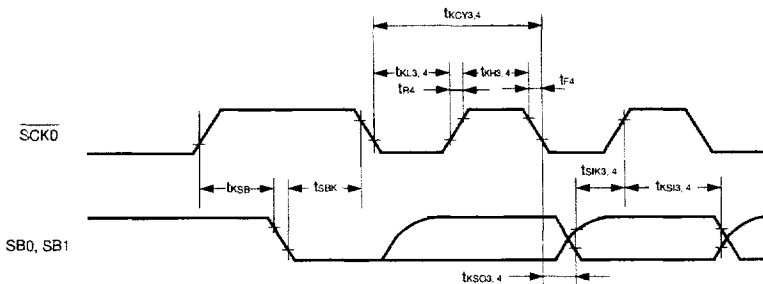 tKCY3,4
tKL3, 4
tKH3, 4
tR4
tF4
SCK0
tSIK3, 4
tKSB
tSBK
tKSI3, 4
SB0, SB1
tKSO3, 4